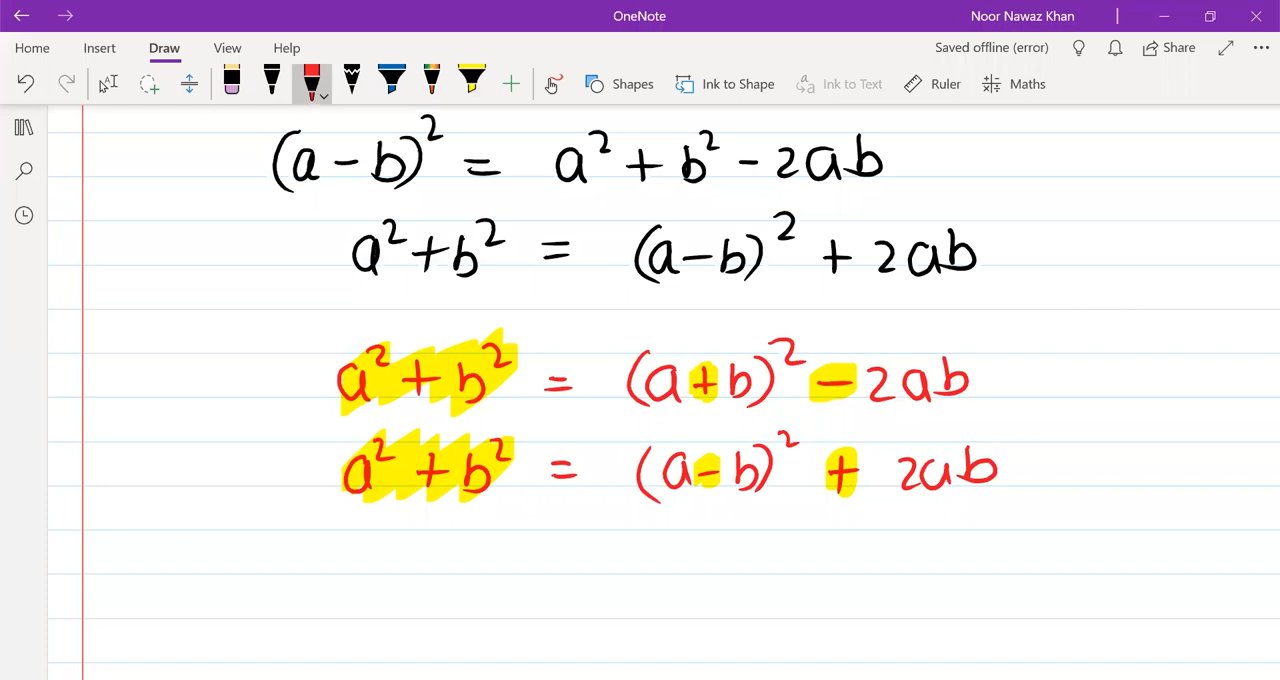 OneNote
Noor Nawaz Khan
Home Insert Draw View Help
Saved offline (error)
Share
Shapes Ink to Shape Ink to Text Ruler Maths
(a-b)² = a² + b² - 2ab
a² + b² = (a-b)² + 2ab
a² + b² = (a+b)² - 2ab
a² + b² = (a-b)² + 2ab